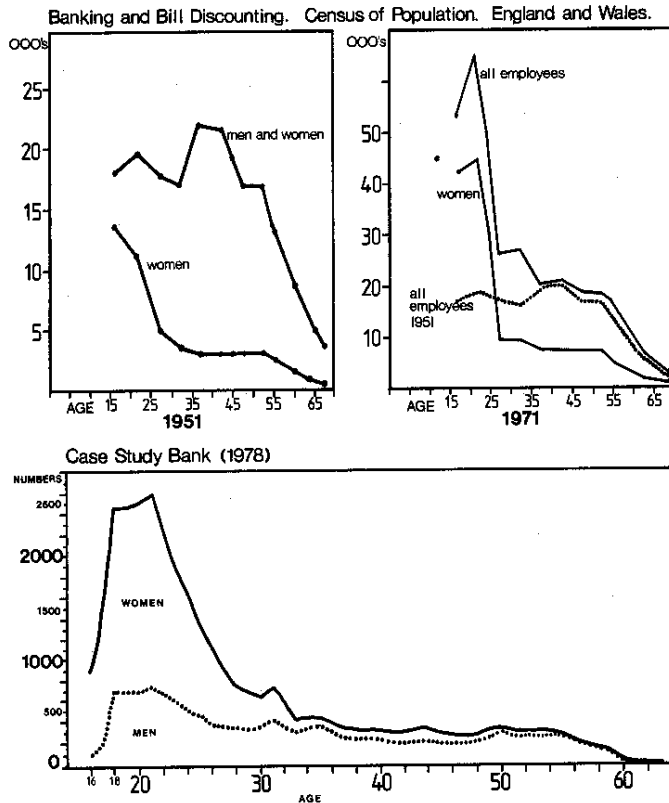 Banking and Bill Discounting. Census of Population. England and Wales.
OOO's
25
20
15
10
5
men and women
women
AGE 15 25 35 45 55 65
1951
OOO's
50
40
30
20
10
all employees
women
all
employees
1951
AGE 15 25 35 45 55 65
1971
Case Study Bank (1978)
NUMBERS
2500
2000
1500
1000
500
0
WOMEN
MEN
16 18 20 30 40 50 60
AGE